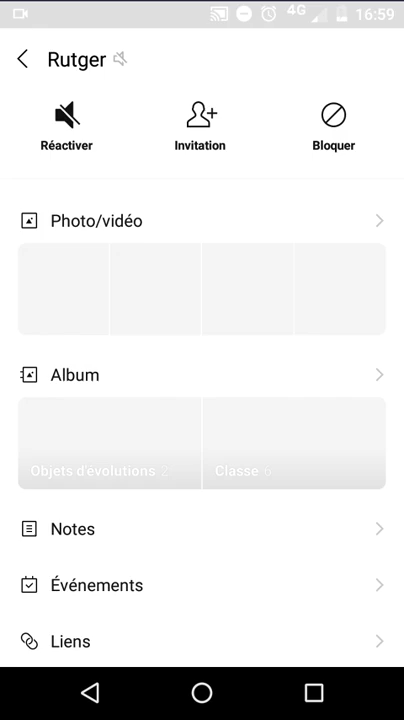 4G 16:59
Rutger
Réactiver Invitation Bloquer
Photo/vidéo
Album
Objets d'évolutions 2 Classe 6
Notes
Événements
Liens